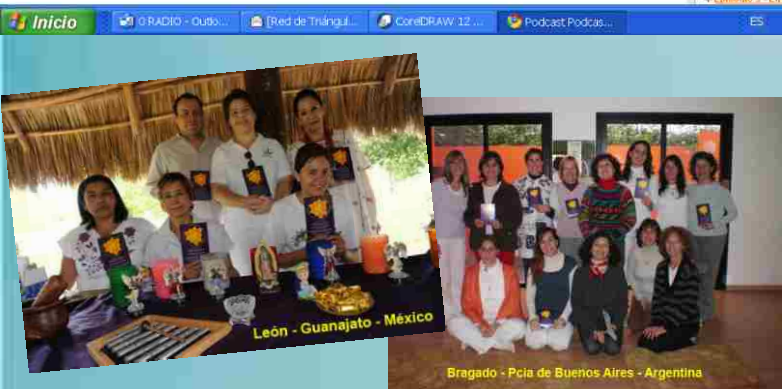 Inicio
O RADIO - Outlo...
[Red de Triángul...
CorelDRAW 12 ...
Podcast Podcas...
ES
León - Guanajato - México
Bragado - Pcia de Buenos Aires - Argentina